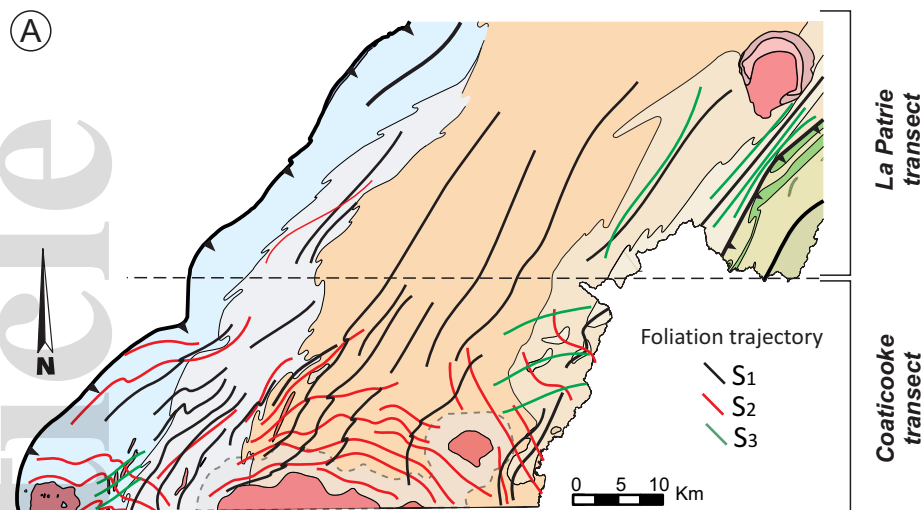 A
La Patrie
transect
N
Foliation trajectory
S1
S2
S3
Coaticooke
transect
0 5 10
Km